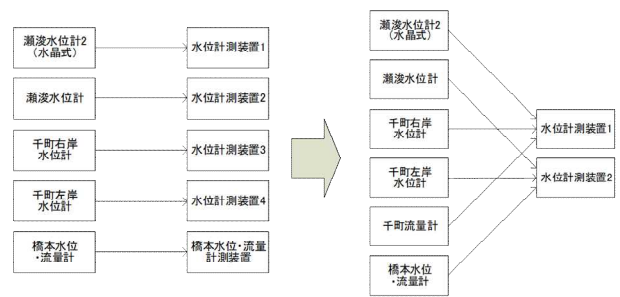 瀬浚水位計2
(水晶式)
水位計測装置1
瀬浚水位計
水位計測装置2
千町右岸
水位計
水位計測装置3
千町左岸
水位計
水位計測装置4
橋本水位
・流量計
橋本水位・流量
計測装置
瀬浚水位計2
(水晶式)
瀬浚水位計
千町右岸
水位計
千町左岸
水位計
千町流量計
橋本水位
・流量計
水位計測装置1
水位計測装置2